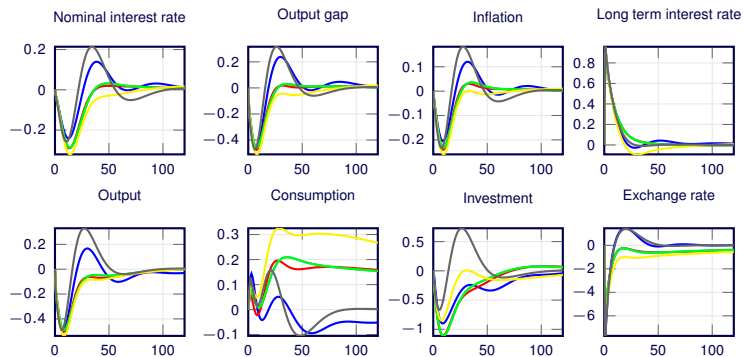 Nominal interest rate
Output gap
Inflation
Long term interest rate
0.2
0
−0.2
0 50 100
0
−0.2
−0.4
0 50 100
0.1
0
−0.1
−0.2
0 50 100
0.8
0.6
0.4
0.2
0
0 50 100
Output
Consumption
Investment
Exchange rate
0.2
0
−0.2
−0.4
0 50 100
0.3
0.2
0.1
0
−0.1
0 50 100
0.5
0
−0.5
−1
0 50 100
0
−2
−4
−6
0 50 100